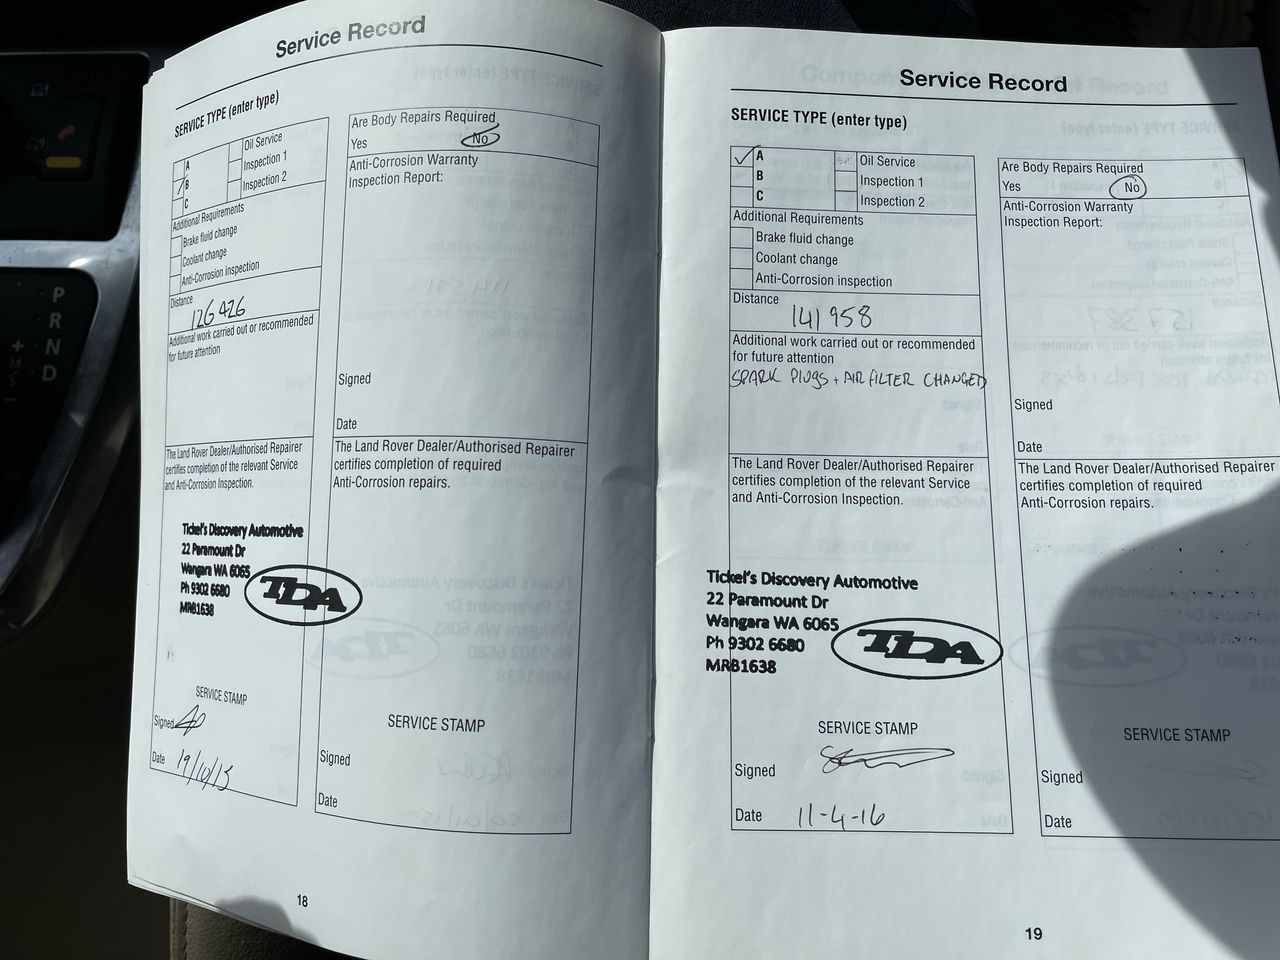 Service Record
SERVICE TYPE (enter type)
A
B
C
Oil Service
Inspection 1
Inspection 2
Additional Requirements
Brake fluid change
Coolant change
Anti-Corrosion inspection
Distance
126 426
Additional work carried out or recommended
for future attention
The Land Rover Dealer/Authorised Repairer
certifies completion of the relevant Service
and Anti-Corrosion Inspection.
Tickel's Discovery Automotive
22 Paramount Dr
Wangara WA 6065
Ph 9302 6680
MRB1638
TDA
SERVICE STAMP
Signed
Date 19/10/15
Are Body Repairs Required
Yes No
Anti-Corrosion Warranty
Inspection Report:
Signed
Date
The Land Rover Dealer/Authorised Repairer
certifies completion of required
Anti-Corrosion repairs.
SERVICE STAMP
Signed
Date
18
Service Record
SERVICE TYPE (enter type)
A
B
C
Oil Service
Inspection 1
Inspection 2
Additional Requirements
Brake fluid change
Coolant change
Anti-Corrosion inspection
Distance
141 958
Additional work carried out or recommended
for future attention
SPARK PLUGS + AIR FILTER CHANGED
The Land Rover Dealer/Authorised Repairer
certifies completion of the relevant Service
and Anti-Corrosion Inspection.
Tickel's Discovery Automotive
22 Paramount Dr
Wangara WA 6065
Ph 9302 6680
MRB1638
TDA
SERVICE STAMP
Signed
Date 11-4-16
Are Body Repairs Required
Yes No
Anti-Corrosion Warranty
Inspection Report:
Signed
Date
The Land Rover Dealer/Authorised Repairer
certifies completion of required
Anti-Corrosion repairs.
SERVICE STAMP
Signed
Date
19
P
R
N
D